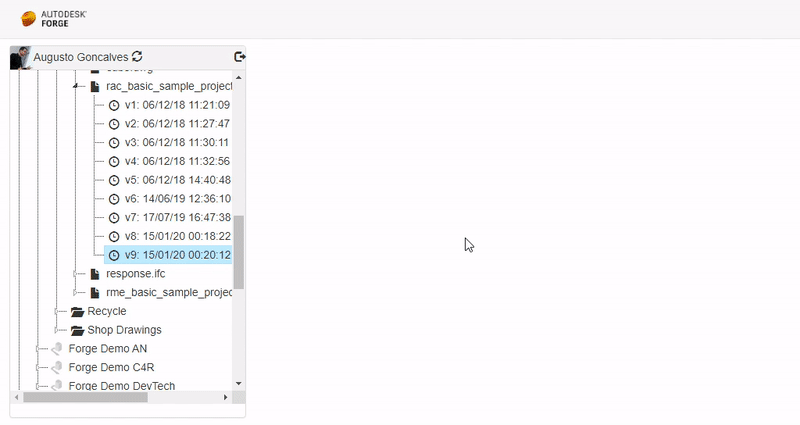 AUTODESK®
FORGE
Augusto Goncalves
rac_basic_sample_project
v1: 06/12/18 11:21:09
v2: 06/12/18 11:27:47
v3: 06/12/18 11:30:11
v4: 06/12/18 11:32:56
v5: 06/12/18 14:40:48
v6: 14/06/19 12:36:10
v7: 17/07/19 16:47:38
v8: 15/01/20 00:18:22
v9: 15/01/20 00:20:12
response.ifc
rme_basic_sample_projec
Recycle
Shop Drawings
Forge Demo AN
Forge Demo C4R
Forge Demo DevTech